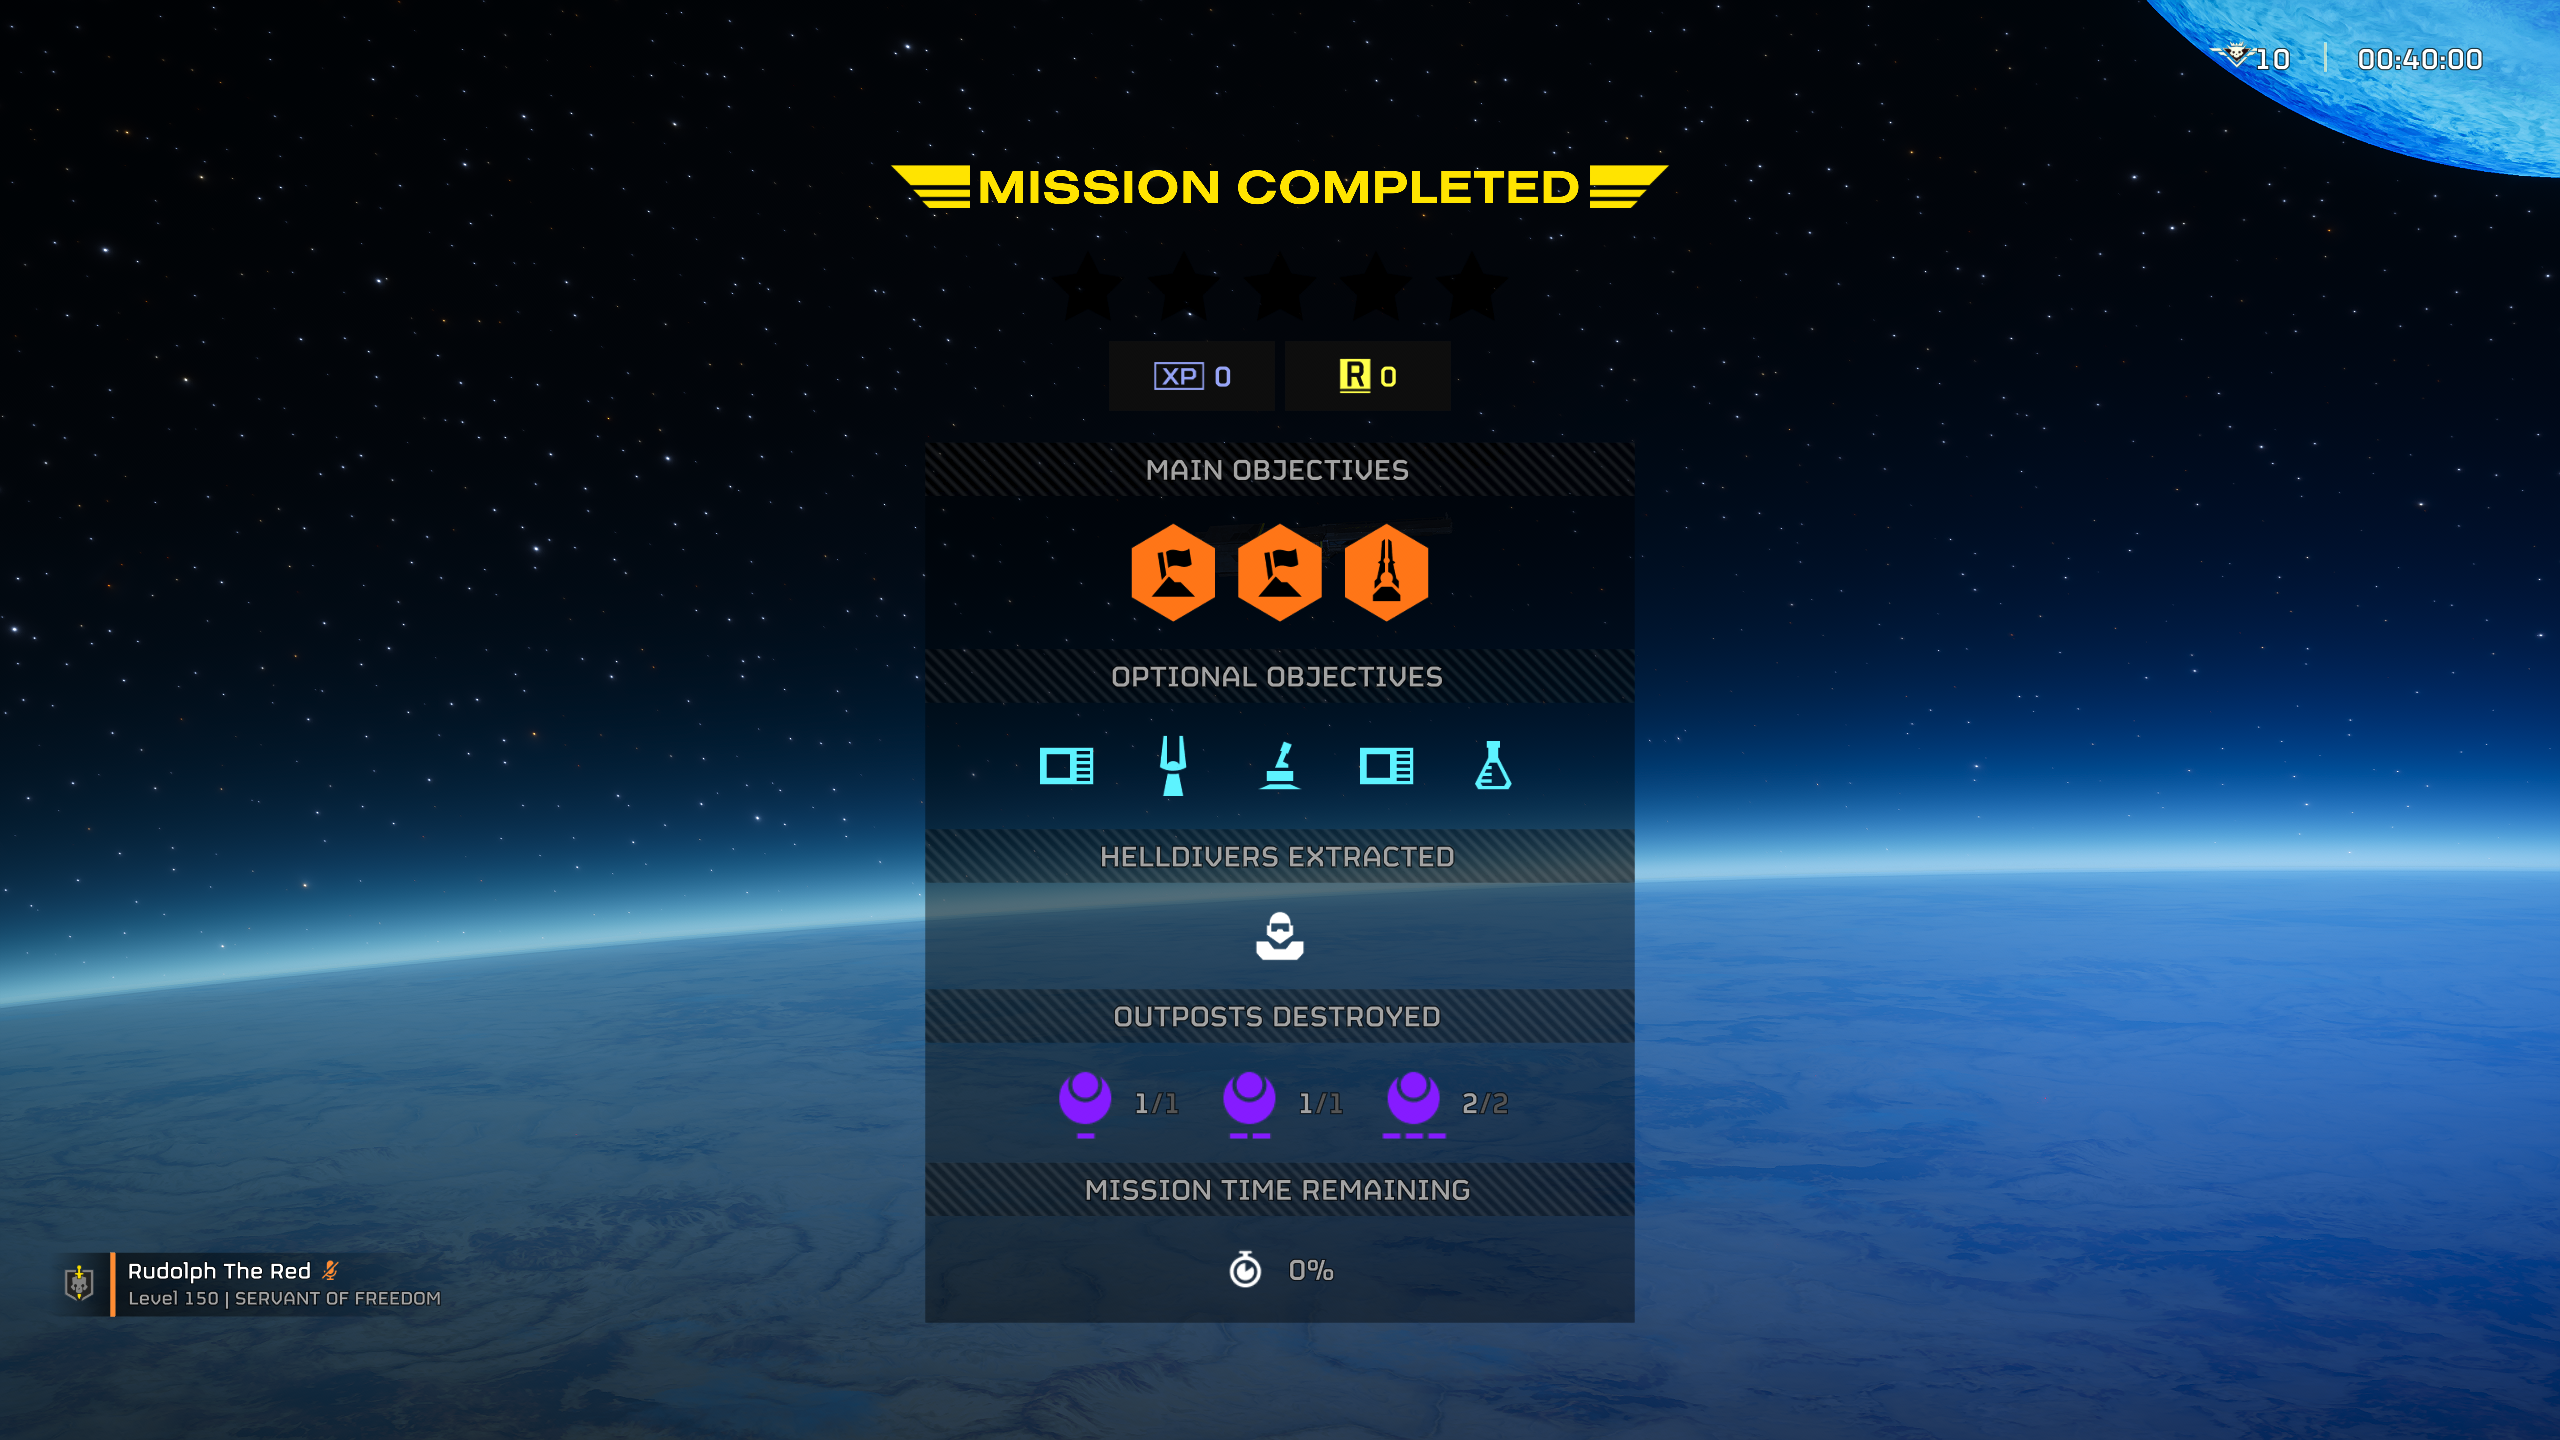 10 | 00:40:00
MISSION COMPLETED
XP 0
R 0
MAIN OBJECTIVES
OPTIONAL OBJECTIVES
HELLDIVERS EXTRACTED
OUTPOSTS DESTROYED
1/1 1/1 2/2
MISSION TIME REMAINING
0%
Rudolph The Red
Level 150 | SERVANT OF FREEDOM